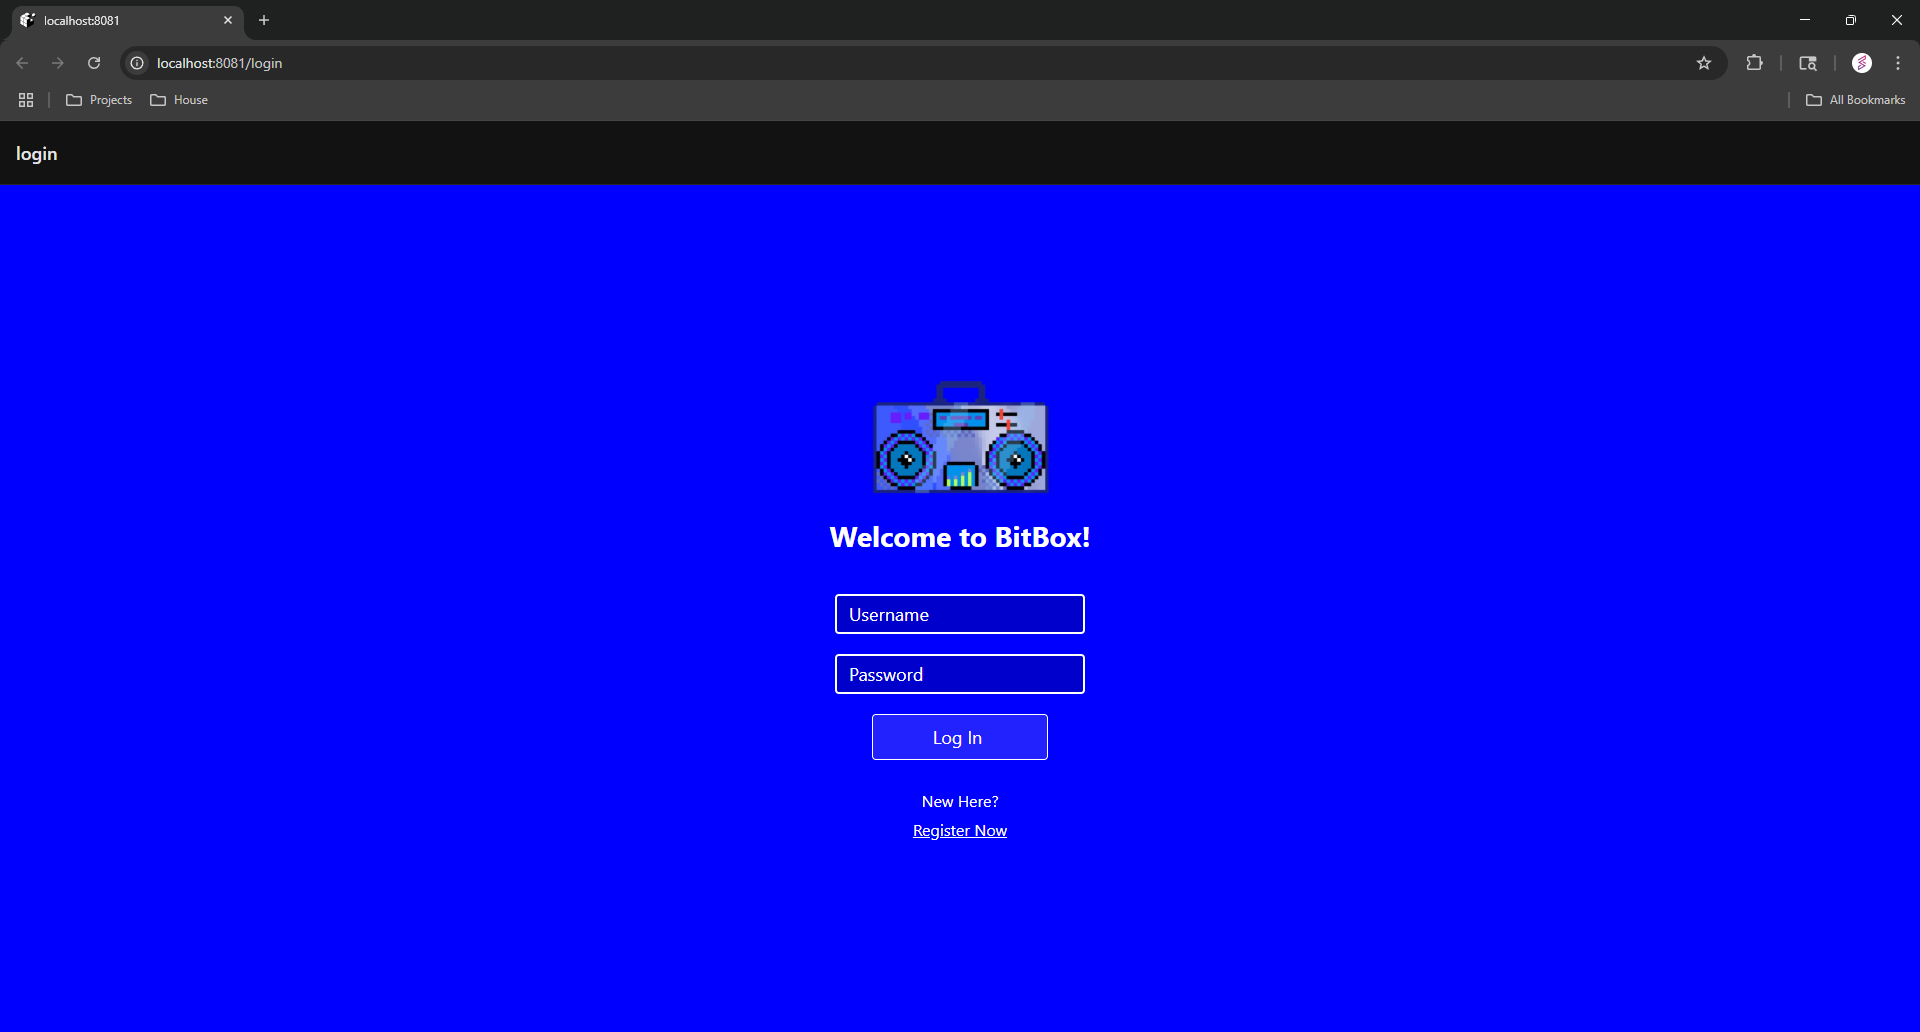 localhost:8081
localhost:8081/login
Projects
House
All Bookmarks
login
Welcome to BitBox!
Username
Password
Log In
New Here?
Register Now